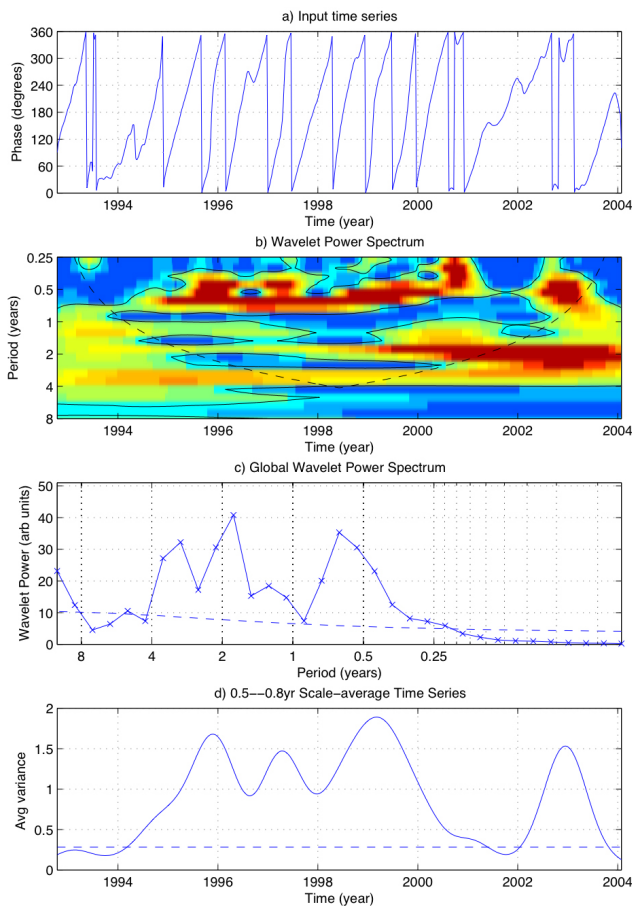 a) Input time series
Phase (degrees)
360
300
240
180
120
60
0
1994 1996 1998 2000 2002 2004
Time (year)
b) Wavelet Power Spectrum
Period (years)
0.25
0.5
1
2
4
8
1994 1996 1998 2000 2002 2004
Time (year)
c) Global Wavelet Power Spectrum
Wavelet Power (arb units)
50
40
30
20
10
0
8 4 2 1 0.5 0.25
Period (years)
d) 0.5−−0.8yr Scale−average Time Series
Avg variance
2
1.5
1
0.5
0
1994 1996 1998 2000 2002 2004
Time (year)